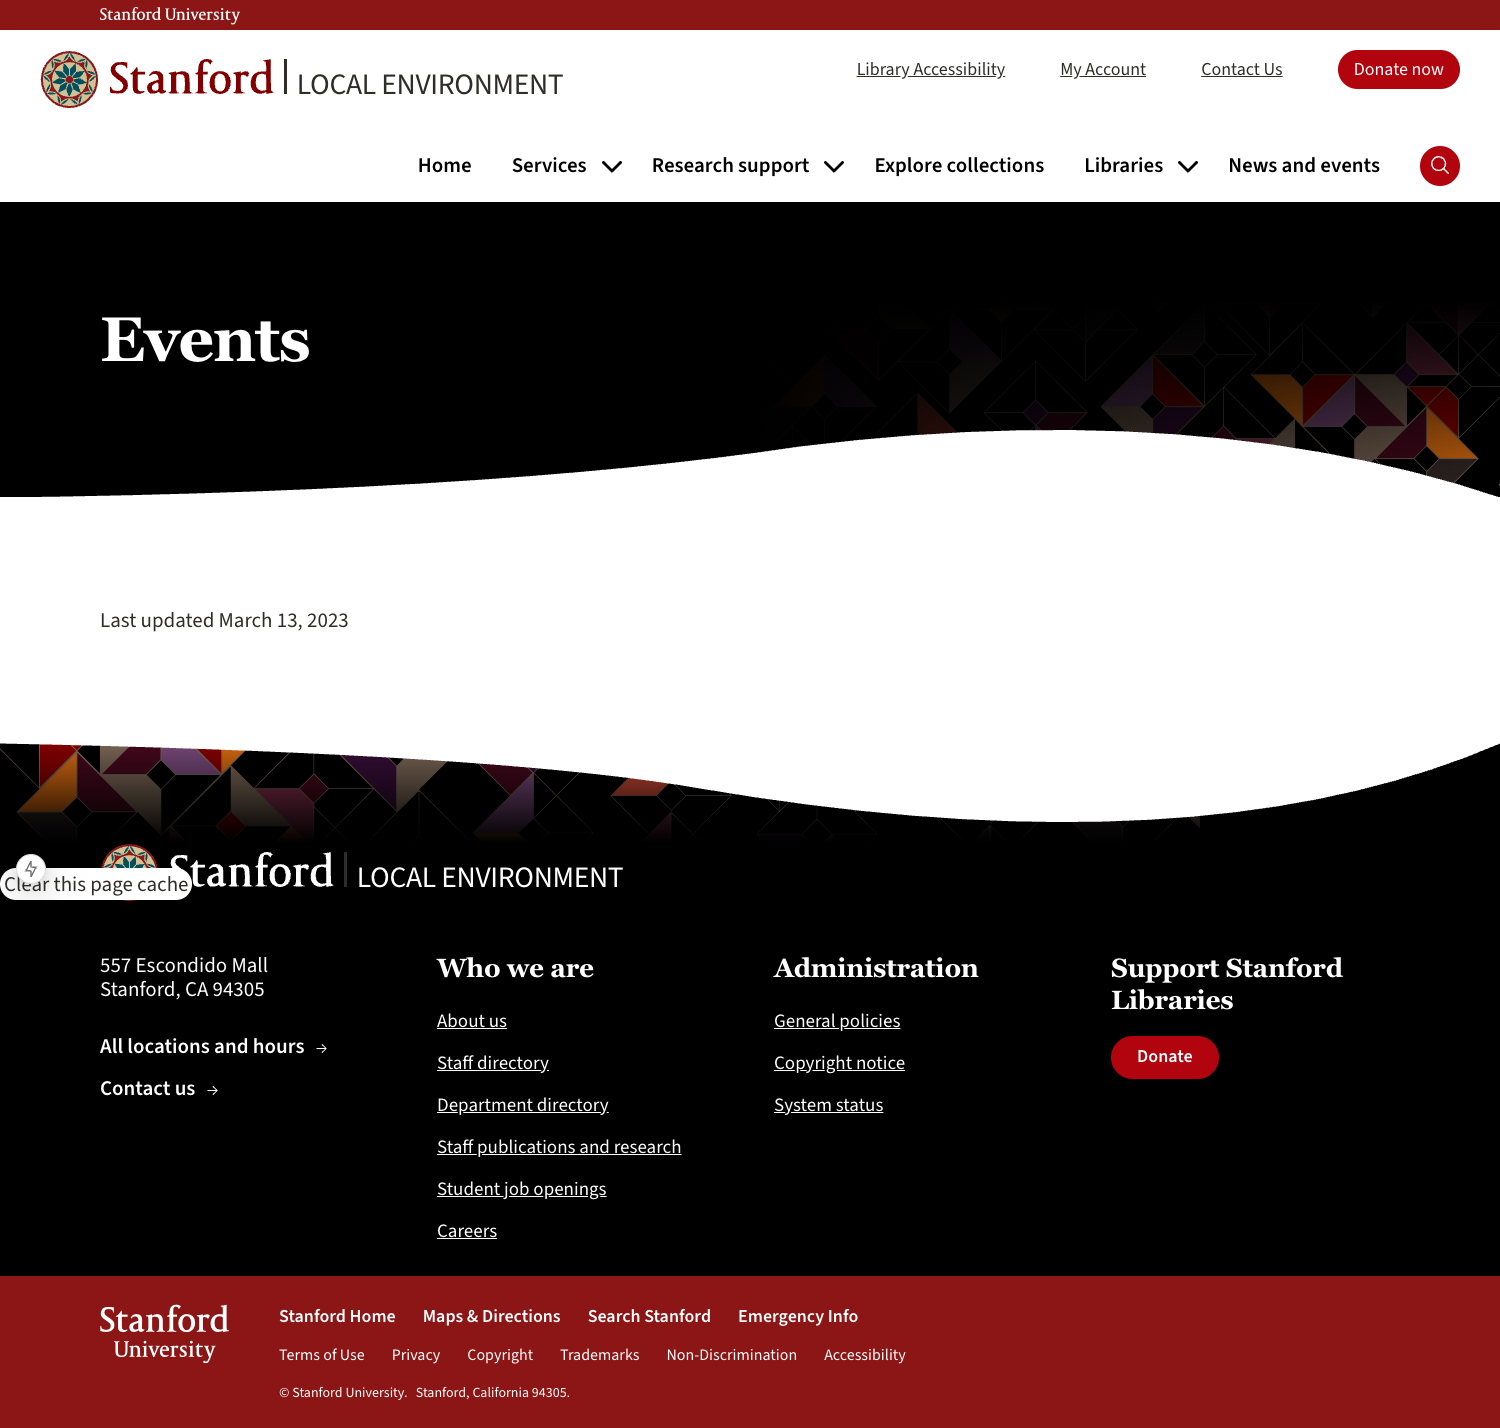 Stanford University
Stanford | LOCAL ENVIRONMENT
Library Accessibility
My Account
Contact Us
Donate now
Home
Services
Research support
Explore collections
Libraries
News and events
Events
Last updated March 13, 2023
Stanford | LOCAL ENVIRONMENT
Clear this page cache
557 Escondido Mall
Stanford, CA 94305
All locations and hours →
Contact us →
Who we are
About us
Staff directory
Department directory
Staff publications and research
Student job openings
Careers
Administration
General policies
Copyright notice
System status
Support Stanford
Libraries
Donate
Stanford
University
Stanford Home
Maps & Directions
Search Stanford
Emergency Info
Terms of Use
Privacy
Copyright
Trademarks
Non-Discrimination
Accessibility
© Stanford University. Stanford, California 94305.